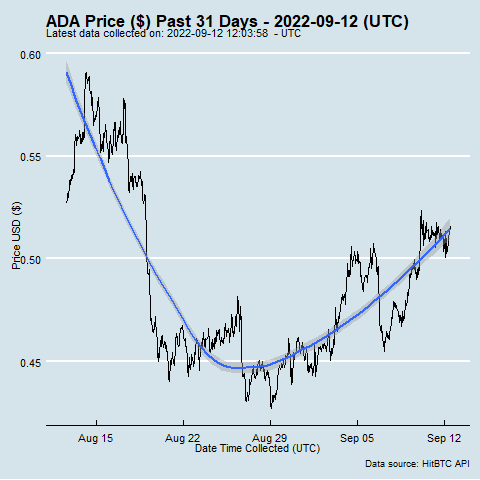 ADA Price ($) Past 31 Days - 2022-09-12 (UTC)
Latest data collected on: 2022-09-12 12:03:58 - UTC
0.60
0.55
0.50
0.45
Price USD ($)
Aug 15 Aug 22 Aug 29 Sep 05 Sep 12
Date Time Collected (UTC)
Data source: HitBTC API